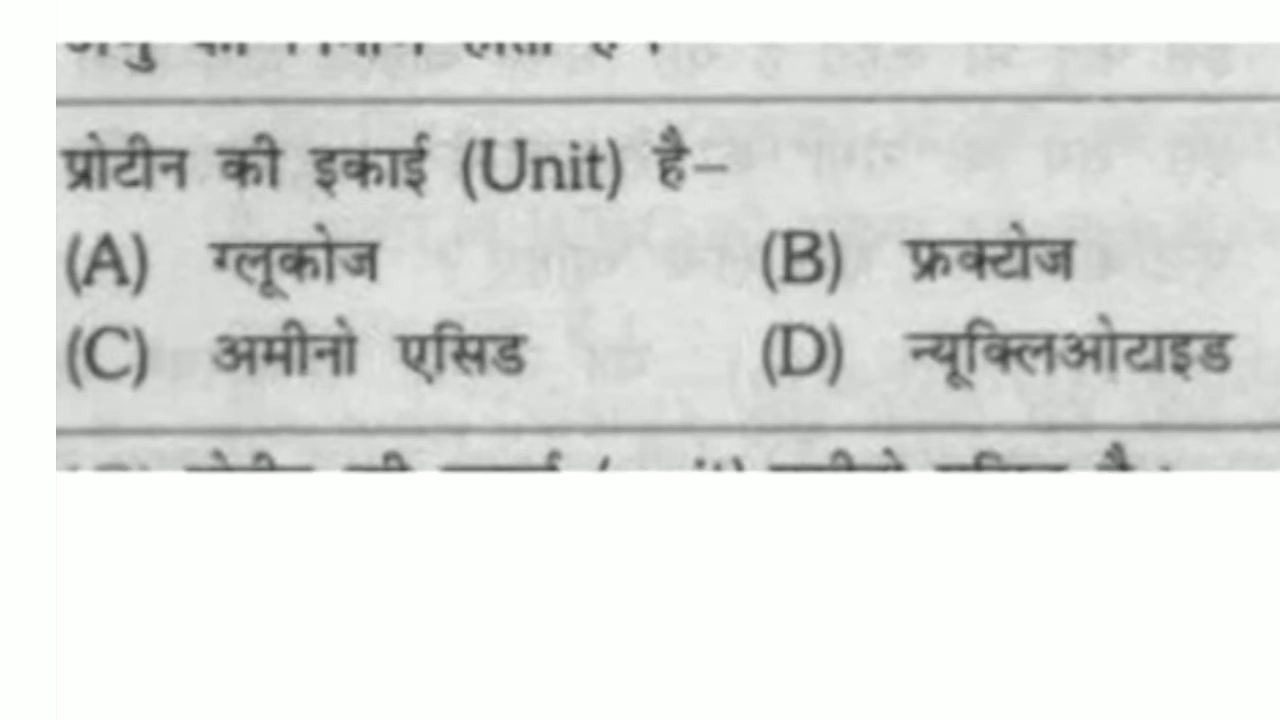 प्रोटीन की इकाई (Unit) है–
(A) ग्लूकोज (B) फ्रक्टोज
(C) अमीनो एसिड (D) न्यूक्लिओटाइड